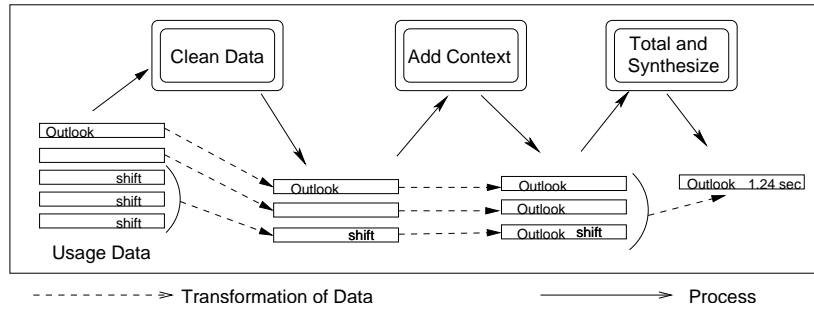 Clean Data
Add Context
Total and
Synthesize
Outlook
shift
shift
shift
Usage Data
Outlook
shift
Outlook
Outlook
Outlook shift
Outlook 1.24 sec
Transformation of Data
Process